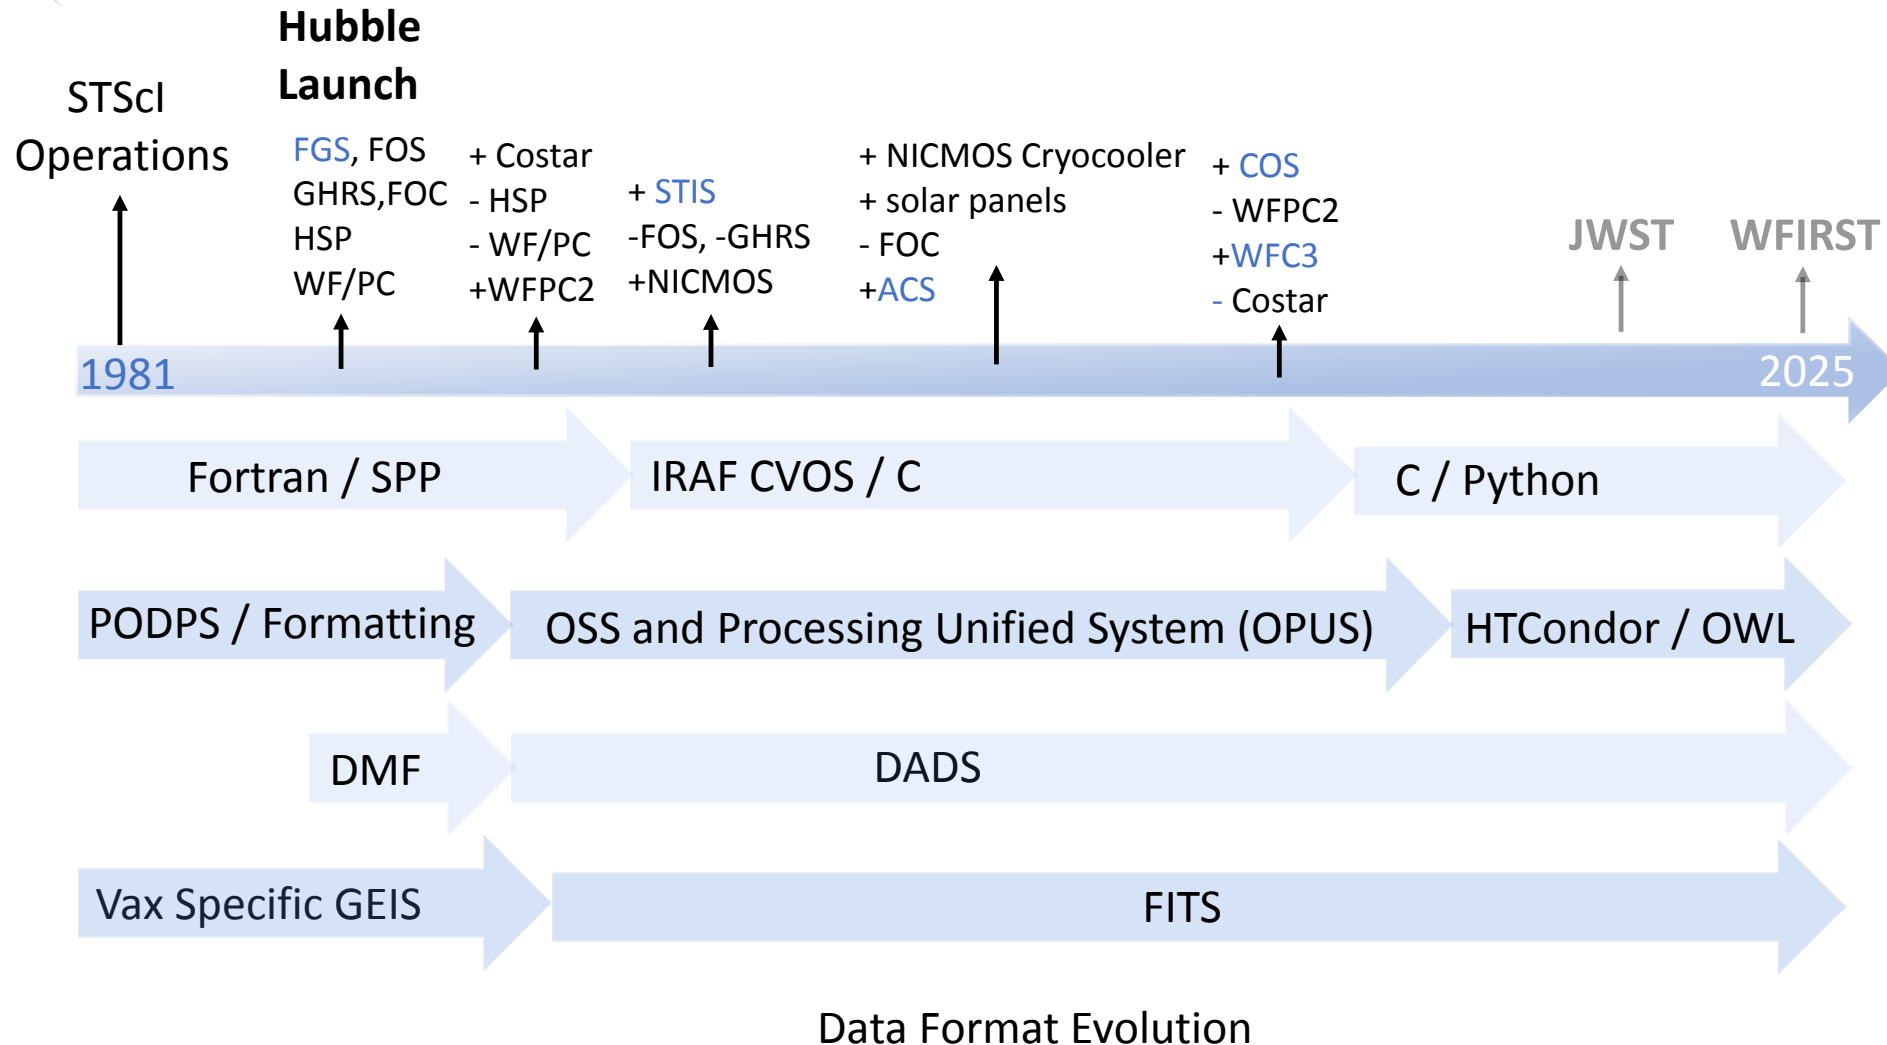 Hubble
Launch
STScI
Operations
FGS, FOS
GHRS,FOC
HSP
WF/PC
+ Costar
- HSP
- WF/PC
+WFPC2
+ STIS
-FOS, -GHRS
+NICMOS
+ NICMOS Cryocooler
+ solar panels
- FOC
+ACS
+ COS
- WFPC2
+WFC3
- Costar
JWST
WFIRST
1981
2025
Fortran / SPP
IRAF CVOS / C
C / Python
PODPS / Formatting
OSS and Processing Unified System (OPUS)
HTCondor / OWL
DMF
DADS
Vax Specific GEIS
FITS
Data Format Evolution